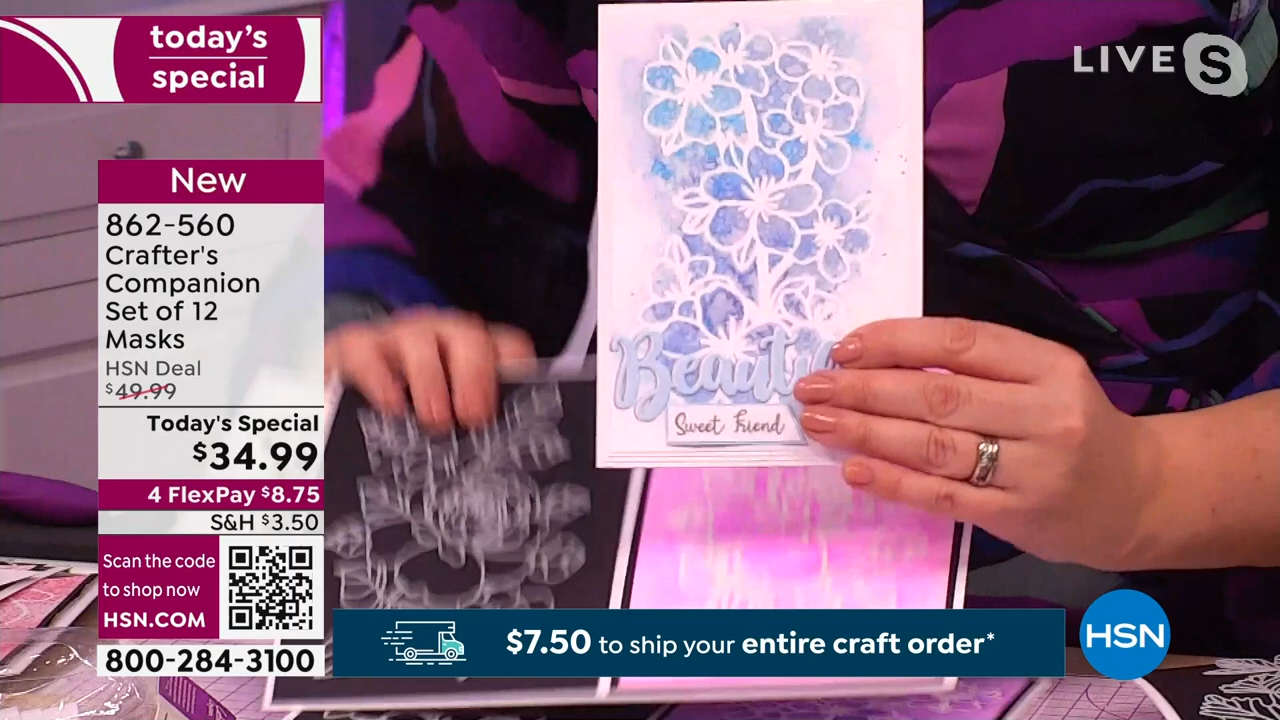 today's
special
New
862-560
Crafter's
Companion
Set of 12
Masks
HSN Deal
$49.99
Today's Special
$34.99
4 FlexPay $8.75
S&H $3.50
Scan the code
to shop now
HSN.COM
800-284-3100
LIVE S
Sweet Friend
$7.50 to ship your entire craft order*
HSN